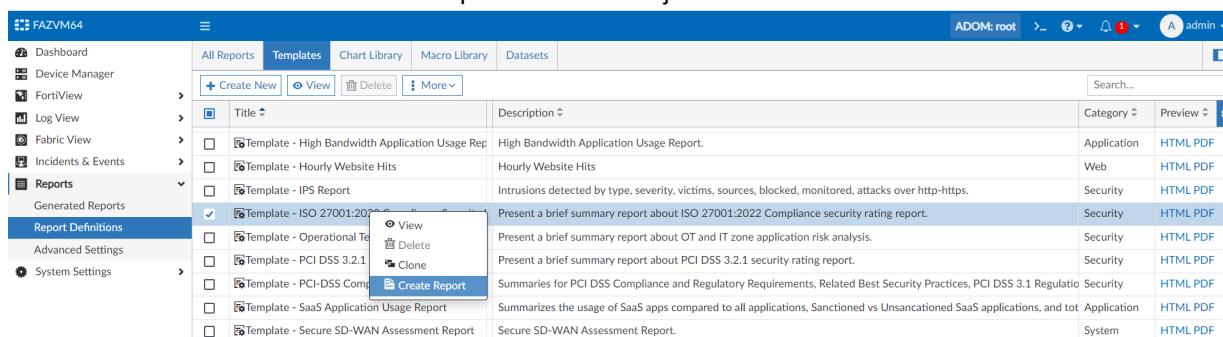 FAZVM64
ADOM: root
1
A
admin
Dashboard
Device Manager
FortiView
Log View
Fabric View
Incidents & Events
Reports
Generated Reports
Report Definitions
Advanced Settings
System Settings
All Reports Templates Chart Library Macro Library Datasets
Create New View Delete More Search...
Title Description Category Preview
Template - High Bandwidth Application Usage Rep High Bandwidth Application Usage Report. Application HTML PDF
Template - Hourly Website Hits Hourly Website Hits Web HTML PDF
Template - IPS Report Intrusions detected by type, severity, victims, sources, blocked, monitored, attacks over http-https. Security HTML PDF
Template - ISO 27001:2022 Present a brief summary report about ISO 27001:2022 Compliance security rating report. Security HTML PDF
Template - Operational Te Present a brief summary report about OT and IT zone application risk analysis. Security HTML PDF
Template - PCI DSS 3.2.1 Present a brief summary report about PCI DSS 3.2.1 security rating report. Security HTML PDF
Template - PCI-DSS Comp Summaries for PCI DSS Compliance and Regulatory Requirements, Related Best Security Practices, PCI DSS 3.1 Regulatio Security HTML PDF
Template - SaaS Application Usage Report Summarizes the usage of SaaS apps compared to all applications, Sanctioned vs Unsancationed SaaS applications, and tot Application HTML PDF
Template - Secure SD-WAN Assessment Report Secure SD-WAN Assessment Report. System HTML PDF
View
Delete
Clone
Create Report